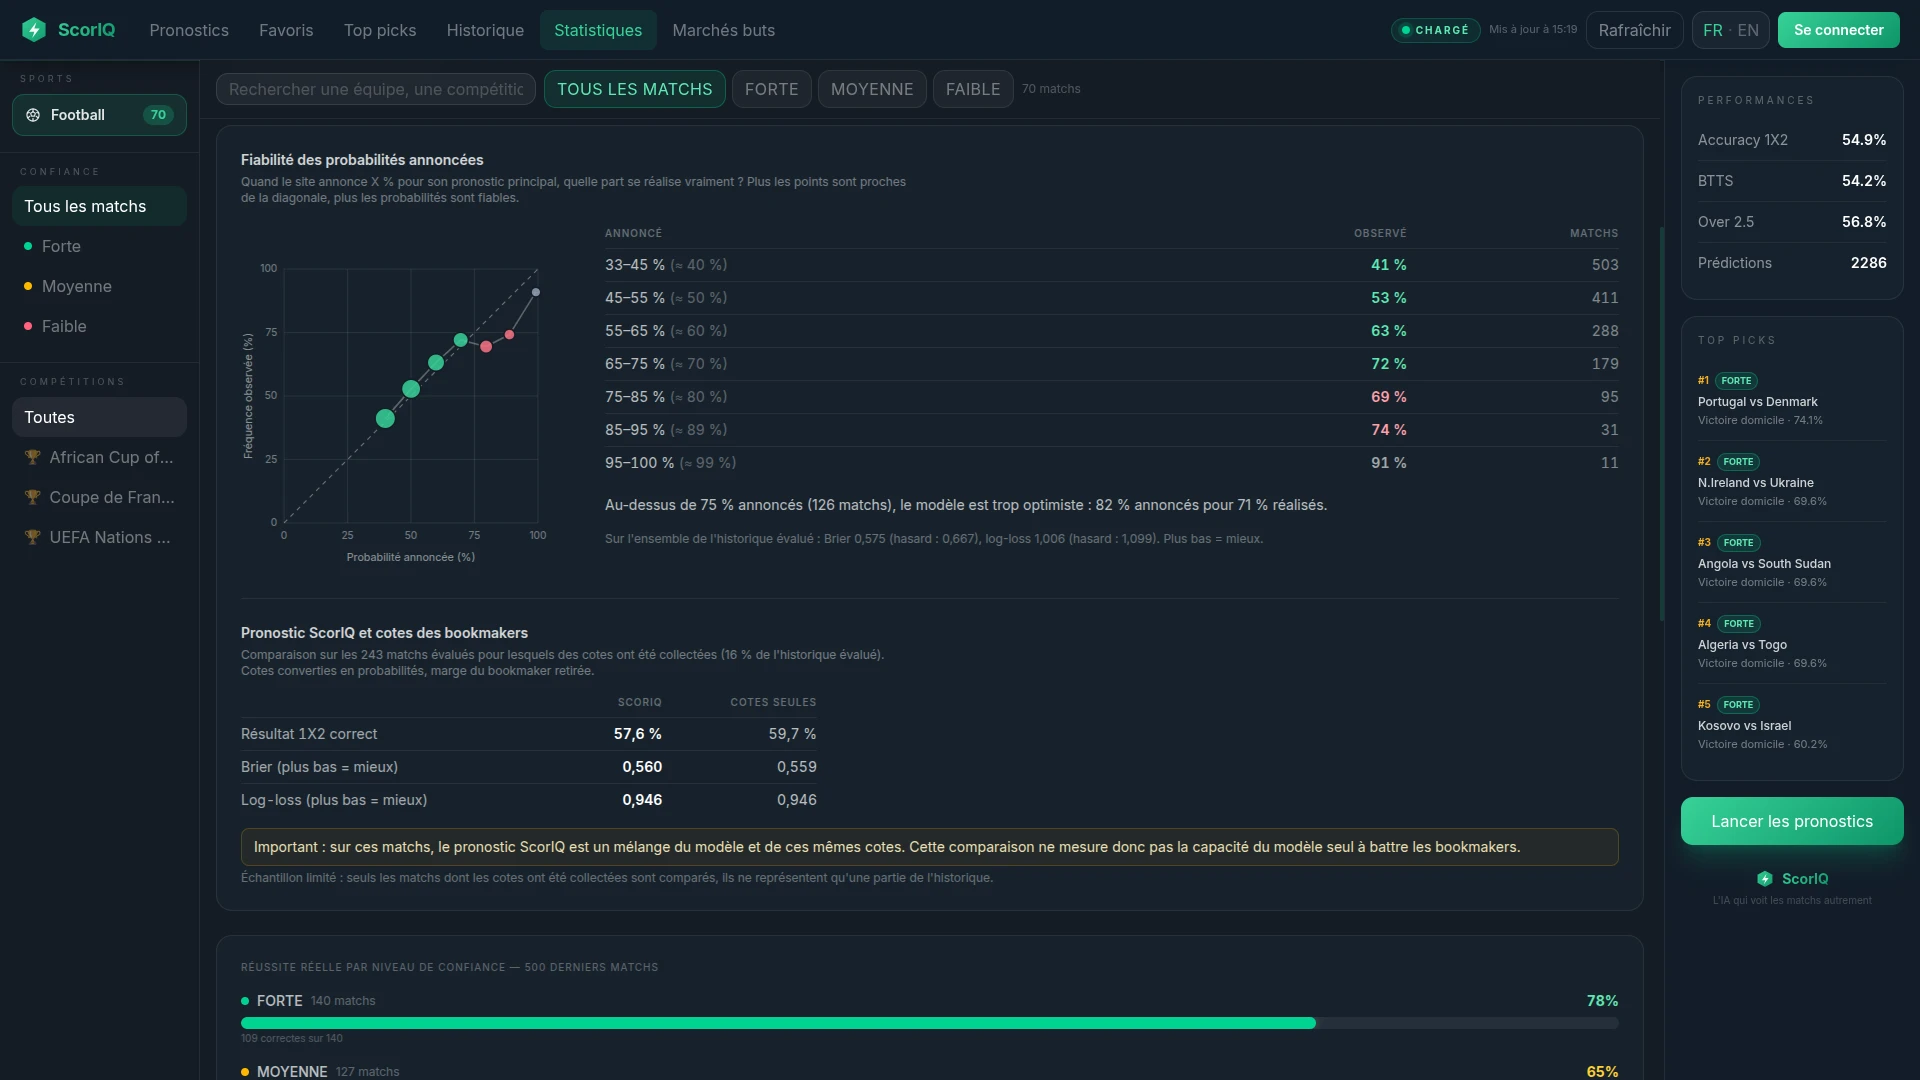 ScorIQ
Pronostics
Favoris
Top picks
Historique
Statistiques
Marchés buts
CHARGÉ
Mis à jour à 15:19
Rafraîchir
FR · EN
Se connecter
SPORTS
Football 70
CONFIANCE
Tous les matchs
Forte
Moyenne
Faible
COMPÉTITIONS
Toutes
African Cup of...
Coupe de Fran...
UEFA Nations ...
Rechercher une équipe, une compétitic
TOUS LES MATCHS
FORTE
MOYENNE
FAIBLE
70 matchs
Fiabilité des probabilités annoncées
Quand le site annonce X % pour son pronostic principal, quelle part se réalise vraiment ? Plus les points sont proches
de la diagonale, plus les probabilités sont fiables.
100
75
50
25
0
0 25 50 75 100
Fréquence observée (%)
Probabilité annoncée (%)
ANNONCÉ OBSERVÉ MATCHS
33–45 % (≈ 40 %) 41 % 503
45–55 % (≈ 50 %) 53 % 411
55–65 % (≈ 60 %) 63 % 288
65–75 % (≈ 70 %) 72 % 179
75–85 % (≈ 80 %) 69 % 95
85–95 % (≈ 89 %) 74 % 31
95–100 % (≈ 99 %) 91 % 11
Au-dessus de 75 % annoncés (126 matchs), le modèle est trop optimiste : 82 % annoncés pour 71 % réalisés.
Sur l'ensemble de l'historique évalué : Brier 0,575 (hasard : 0,667), log-loss 1,006 (hasard : 1,099). Plus bas = mieux.
Pronostic ScorIQ et cotes des bookmakers
Comparaison sur les 243 matchs évalués pour lesquels des cotes ont été collectées (16 % de l'historique évalué).
Cotes converties en probabilités, marge du bookmaker retirée.
SCORIQ COTES SEULES
Résultat 1X2 correct 57,6 % 59,7 %
Brier (plus bas = mieux) 0,560 0,559
Log-loss (plus bas = mieux) 0,946 0,946
Important : sur ces matchs, le pronostic ScorIQ est un mélange du modèle et de ces mêmes cotes. Cette comparaison ne mesure donc pas la capacité du modèle seul à battre les bookmakers.
Échantillon limité : seuls les matchs dont les cotes ont été collectées sont comparés, ils ne représentent qu'une partie de l'historique.
RÉUSSITE RÉELLE PAR NIVEAU DE CONFIANCE — 500 DERNIERS MATCHS
FORTE 140 matchs 78%
109 correctes sur 140
MOYENNE 127 matchs 65%
PERFORMANCES
Accuracy 1X2 54.9%
BTTS 54.2%
Over 2.5 56.8%
Prédictions 2286
TOP PICKS
#1 FORTE
Portugal vs Denmark
Victoire domicile · 74.1%
#2 FORTE
N.Ireland vs Ukraine
Victoire domicile · 69.6%
#3 FORTE
Angola vs South Sudan
Victoire domicile · 69.6%
#4 FORTE
Algeria vs Togo
Victoire domicile · 69.6%
#5 FORTE
Kosovo vs Israel
Victoire domicile · 60.2%
Lancer les pronostics
ScorIQ
L'IA qui voit les matchs autrement